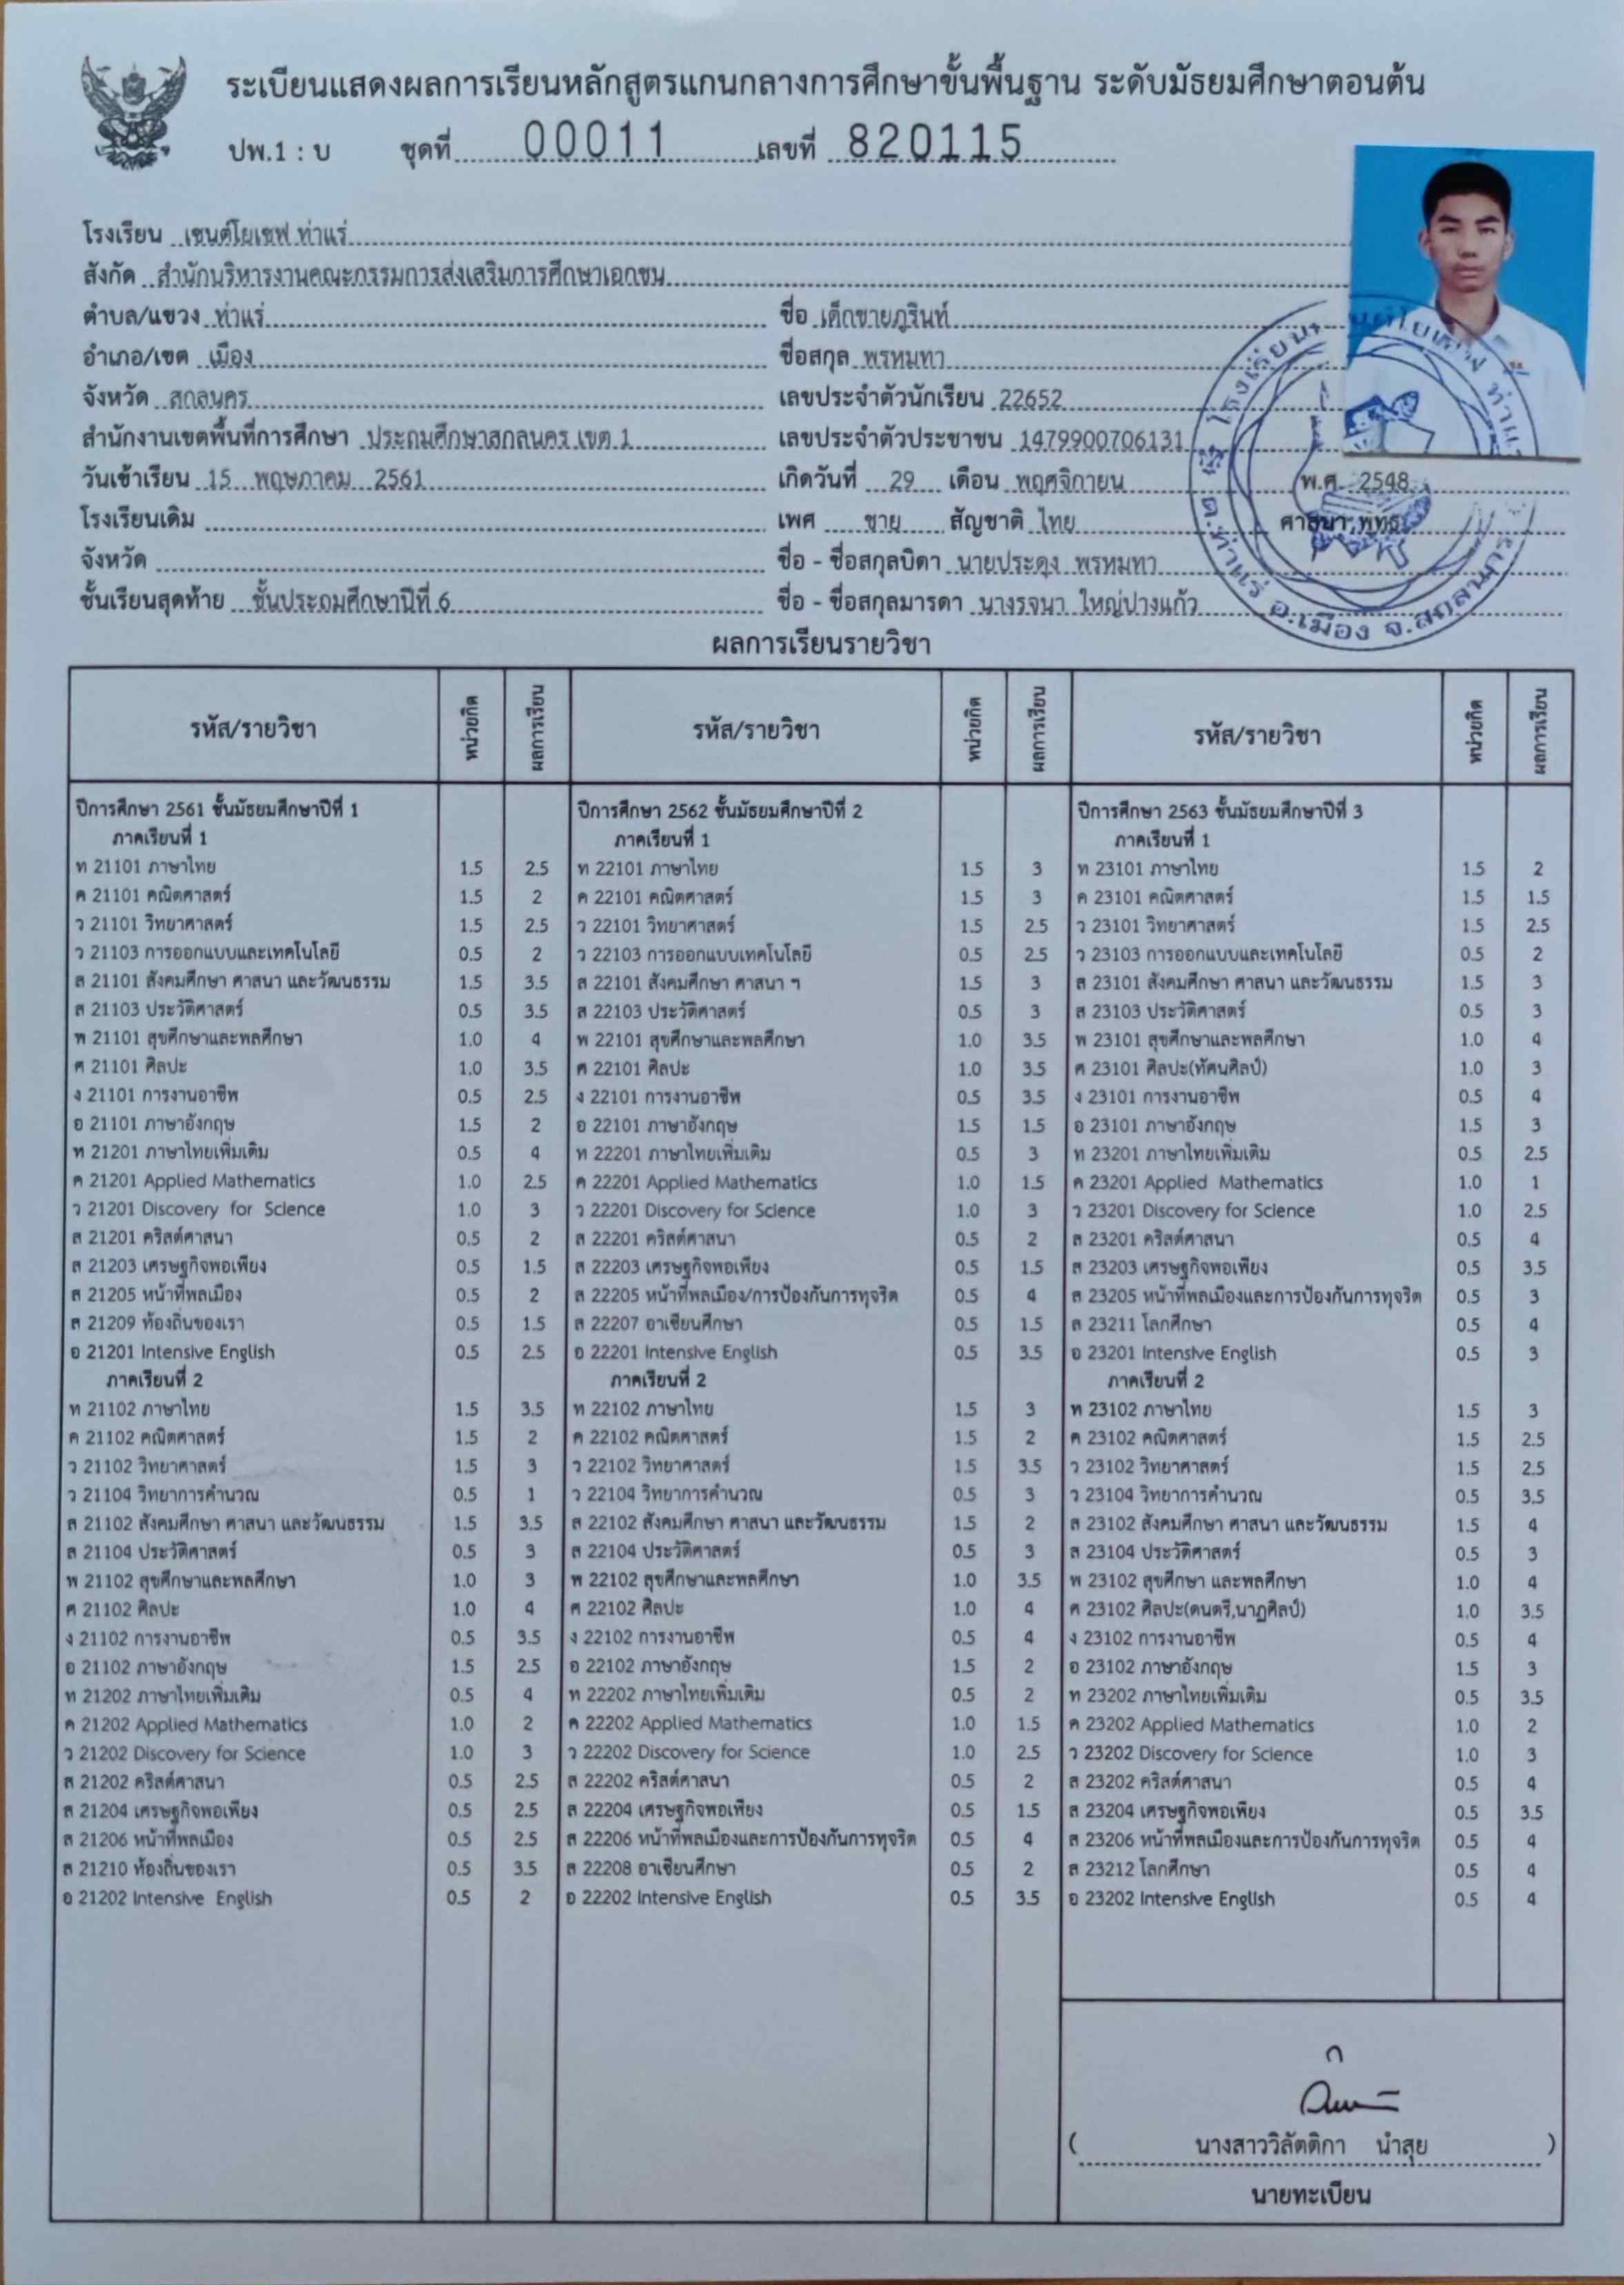 ระเบียนแสดงผลการเรียนหลักสูตรแกนกลางการศึกษาขั้นพื้นฐาน ระดับมัธยมศึกษาตอนต้น
ปพ.1 : บ ชุดที่ 00011 เลขที่ 820115
โรงเรียน เซนต์โยเซฟ ท่าแร่
สังกัด สำนักบริหารงานคณะกรรมการส่งเสริมการศึกษาเอกชน
ตำบล/แขวง ท่าแร่ ชื่อ เด็กชายภูรินท์
อำเภอ/เขต เมือง ชื่อสกุล พรหมทา
จังหวัด สกลนคร เลขประจำตัวนักเรียน 22652
สำนักงานเขตพื้นที่การศึกษา ประถมศึกษาสกลนคร เขต 1 เลขประจำตัวประชาชน 1479900706131
วันเข้าเรียน 15 พฤษภาคม 2561 เกิดวันที่ 29 เดือน พฤศจิกายน พ.ศ. 2548
โรงเรียนเดิม เพศ ชาย สัญชาติ ไทย ศาสนา พุทธ
จังหวัด ชื่อ - ชื่อสกุลบิดา นายประดุง พรหมทา
ชั้นเรียนสุดท้าย ชั้นประถมศึกษาปีที่ 6 ชื่อ - ชื่อสกุลมารดา นางรจนา ใหญ่ปางแก้ว
ต.ท่าแร่ อ.เมือง จ.สกลนคร
ผลการเรียนรายวิชา
รหัส/รายวิชา หน่วยกิต ผลการเรียน รหัส/รายวิชา หน่วยกิต ผลการเรียน รหัส/รายวิชา หน่วยกิต ผลการเรียน
ปีการศึกษา 2561 ชั้นมัธยมศึกษาปีที่ 1 ปีการศึกษา 2562 ชั้นมัธยมศึกษาปีที่ 2 ปีการศึกษา 2563 ชั้นมัธยมศึกษาปีที่ 3
ภาคเรียนที่ 1 ภาคเรียนที่ 1 ภาคเรียนที่ 1
ท 21101 ภาษาไทย 1.5 2.5 ท 22101 ภาษาไทย 1.5 3 ท 23101 ภาษาไทย 1.5 2
ค 21101 คณิตศาสตร์ 1.5 2 ค 22101 คณิตศาสตร์ 1.5 3 ค 23101 คณิตศาสตร์ 1.5 1.5
ว 21101 วิทยาศาสตร์ 1.5 2.5 ว 22101 วิทยาศาสตร์ 1.5 2.5 ว 23101 วิทยาศาสตร์ 1.5 2.5
ว 21103 การออกแบบและเทคโนโลยี 0.5 2 ว 22103 การออกแบบเทคโนโลยี 0.5 2.5 ว 23103 การออกแบบและเทคโนโลยี 0.5 2
ส 21101 สังคมศึกษา ศาสนา และวัฒนธรรม 1.5 3.5 ส 22101 สังคมศึกษา ศาสนา ฯ 1.5 3 ส 23101 สังคมศึกษา ศาสนา และวัฒนธรรม 1.5 3
ส 21103 ประวัติศาสตร์ 0.5 3.5 ส 22103 ประวัติศาสตร์ 0.5 3 ส 23103 ประวัติศาสตร์ 0.5 3
พ 21101 สุขศึกษาและพลศึกษา 1.0 4 พ 22101 สุขศึกษาและพลศึกษา 1.0 3.5 พ 23101 สุขศึกษาและพลศึกษา 1.0 4
ศ 21101 ศิลปะ 1.0 3.5 ศ 22101 ศิลปะ 1.0 3.5 ศ 23101 ศิลปะ(ทัศนศิลป์) 1.0 3
ง 21101 การงานอาชีพ 0.5 2.5 ง 22101 การงานอาชีพ 0.5 3.5 ง 23101 การงานอาชีพ 0.5 4
อ 21101 ภาษาอังกฤษ 1.5 2 อ 22101 ภาษาอังกฤษ 1.5 1.5 อ 23101 ภาษาอังกฤษ 1.5 3
ท 21201 ภาษาไทยเพิ่มเติม 0.5 4 ท 22201 ภาษาไทยเพิ่มเติม 0.5 3 ท 23201 ภาษาไทยเพิ่มเติม 0.5 2.5
ค 21201 Applied Mathematics 1.0 2.5 ค 22201 Applied Mathematics 1.0 1.5 ค 23201 Applied Mathematics 1.0 1
ว 21201 Discovery for Science 1.0 3 ว 22201 Discovery for Science 1.0 3 ว 23201 Discovery for Science 1.0 2.5
ส 21201 คริสต์ศาสนา 0.5 2 ส 22201 คริสต์ศาสนา 0.5 2 ส 23201 คริสต์ศาสนา 0.5 4
ส 21203 เศรษฐกิจพอเพียง 0.5 1.5 ส 22203 เศรษฐกิจพอเพียง 0.5 1.5 ส 23203 เศรษฐกิจพอเพียง 0.5 3.5
ส 21205 หน้าที่พลเมือง 0.5 2 ส 22205 หน้าที่พลเมือง/การป้องกันการทุจริต 0.5 4 ส 23205 หน้าที่พลเมืองและการป้องกันการทุจริต 0.5 3
ส 21209 ท้องถิ่นของเรา 0.5 1.5 ส 22207 อาเซียนศึกษา 0.5 1.5 ส 23211 โลกศึกษา 0.5 4
อ 21201 Intensive English 0.5 2.5 อ 22201 Intensive English 0.5 3.5 อ 23201 Intensive English 0.5 3
ภาคเรียนที่ 2 ภาคเรียนที่ 2 ภาคเรียนที่ 2
ท 21102 ภาษาไทย 1.5 3.5 ท 22102 ภาษาไทย 1.5 3 ท 23102 ภาษาไทย 1.5 3
ค 21102 คณิตศาสตร์ 1.5 2 ค 22102 คณิตศาสตร์ 1.5 2 ค 23102 คณิตศาสตร์ 1.5 2.5
ว 21102 วิทยาศาสตร์ 1.5 3 ว 22102 วิทยาศาสตร์ 1.5 3.5 ว 23102 วิทยาศาสตร์ 1.5 2.5
ว 21104 วิทยาการคำนวณ 0.5 1 ว 22104 วิทยาการคำนวณ 0.5 3 ว 23104 วิทยาการคำนวณ 0.5 3.5
ส 21102 สังคมศึกษา ศาสนา และวัฒนธรรม 1.5 3.5 ส 22102 สังคมศึกษา ศาสนา และวัฒนธรรม 1.5 2 ส 23102 สังคมศึกษา ศาสนา และวัฒนธรรม 1.5 4
ส 21104 ประวัติศาสตร์ 0.5 3 ส 22104 ประวัติศาสตร์ 0.5 3 ส 23104 ประวัติศาสตร์ 0.5 3
พ 21102 สุขศึกษาและพลศึกษา 1.0 3 พ 22102 สุขศึกษาและพลศึกษา 1.0 3.5 พ 23102 สุขศึกษา และพลศึกษา 1.0 4
ศ 21102 ศิลปะ 1.0 4 ศ 22102 ศิลปะ 1.0 4 ศ 23102 ศิลปะ(ดนตรี,นาฏศิลป์) 1.0 3.5
ง 21102 การงานอาชีพ 0.5 3.5 ง 22102 การงานอาชีพ 0.5 4 ง 23102 การงานอาชีพ 0.5 4
อ 21102 ภาษาอังกฤษ 1.5 2.5 อ 22102 ภาษาอังกฤษ 1.5 2 อ 23102 ภาษาอังกฤษ 1.5 3
ท 21202 ภาษาไทยเพิ่มเติม 0.5 4 ท 22202 ภาษาไทยเพิ่มเติม 0.5 2 ท 23202 ภาษาไทยเพิ่มเติม 0.5 3.5
ค 21202 Applied Mathematics 1.0 2 ค 22202 Applied Mathematics 1.0 1.5 ค 23202 Applied Mathematics 1.0 2
ว 21202 Discovery for Science 1.0 3 ว 22202 Discovery for Science 1.0 2.5 ว 23202 Discovery for Science 1.0 3
ส 21202 คริสต์ศาสนา 0.5 2.5 ส 22202 คริสต์ศาสนา 0.5 2 ส 23202 คริสต์ศาสนา 0.5 4
ส 21204 เศรษฐกิจพอเพียง 0.5 2.5 ส 22204 เศรษฐกิจพอเพียง 0.5 1.5 ส 23204 เศรษฐกิจพอเพียง 0.5 3.5
ส 21206 หน้าที่พลเมือง 0.5 2.5 ส 22206 หน้าที่พลเมืองและการป้องกันการทุจริต 0.5 4 ส 23206 หน้าที่พลเมืองและการป้องกันการทุจริต 0.5 4
ส 21210 ท้องถิ่นของเรา 0.5 3.5 ส 22208 อาเซียนศึกษา 0.5 2 ส 23212 โลกศึกษา 0.5 4
อ 21202 Intensive English 0.5 2 อ 22202 Intensive English 0.5 3.5 อ 23202 Intensive English 0.5 4
( นางสาววิลัตติกา นำสุย )
นายทะเบียน